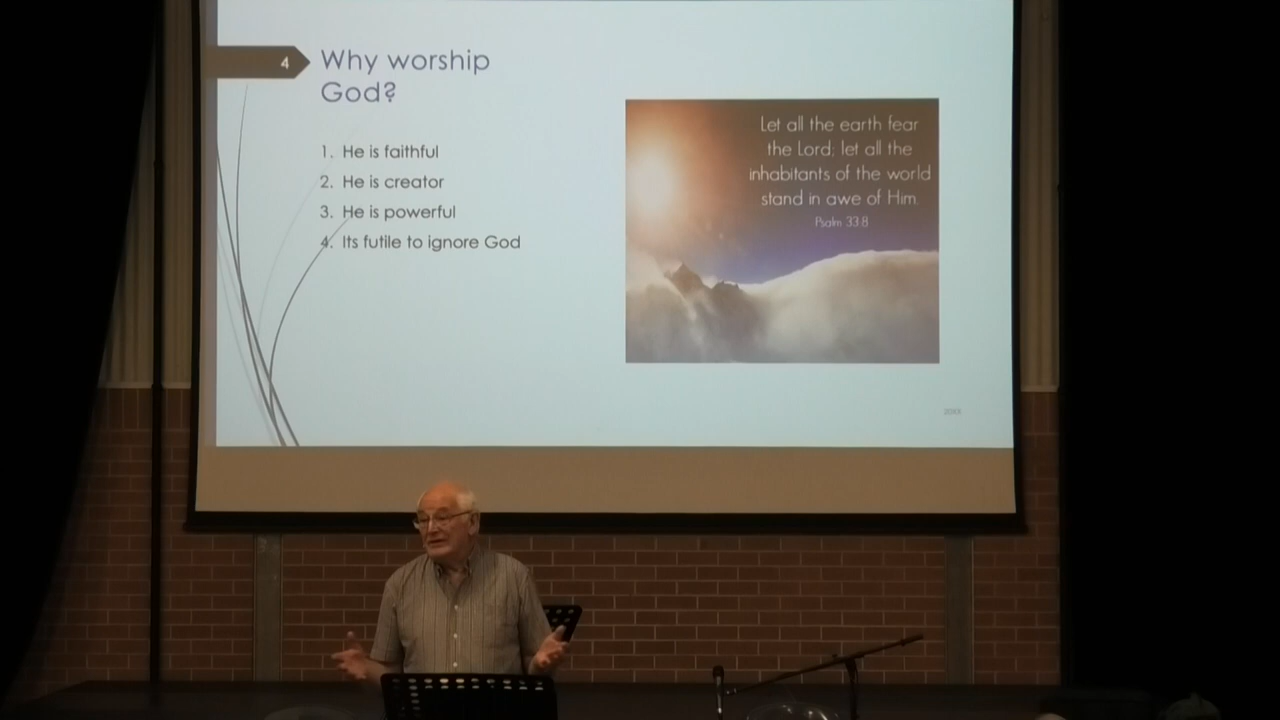 4
Why worship
God?
1. He is faithful
2. He is creator
3. He is powerful
4. Its futile to ignore God
Let all the earth fear
the Lord; let all the
inhabitants of the world
stand in awe of Him.
Psalm 33:8
20XX